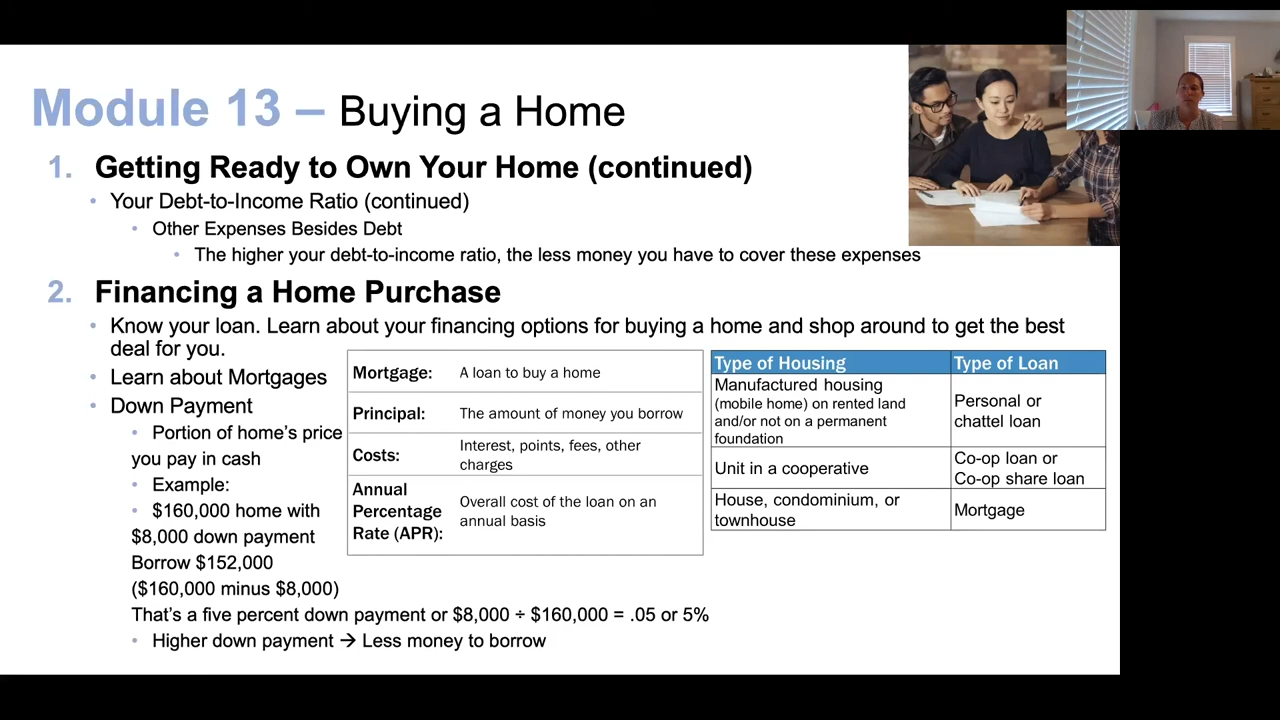 Module 13 – Buying a Home
1. Getting Ready to Own Your Home (continued)
• Your Debt-to-Income Ratio (continued)
• Other Expenses Besides Debt
• The higher your debt-to-income ratio, the less money you have to cover these expenses
2. Financing a Home Purchase
• Know your loan. Learn about your financing options for buying a home and shop around to get the best
deal for you.
• Learn about Mortgages
• Down Payment
• Portion of home's price
you pay in cash
• Example:
• $160,000 home with
$8,000 down payment
Borrow $152,000
($160,000 minus $8,000)
That's a five percent down payment or $8,000 ÷ $160,000 = .05 or 5%
• Higher down payment → Less money to borrow
Mortgage: A loan to buy a home
Principal: The amount of money you borrow
Costs: Interest, points, fees, other
charges
Annual
Percentage
Rate (APR):
Overall cost of the loan on an
annual basis
Type of Housing Type of Loan
Manufactured housing
(mobile home) on rented land
and/or not on a permanent
foundation
Personal or
chattel loan
Unit in a cooperative
Co-op loan or
Co-op share loan
House, condominium, or
townhouse
Mortgage